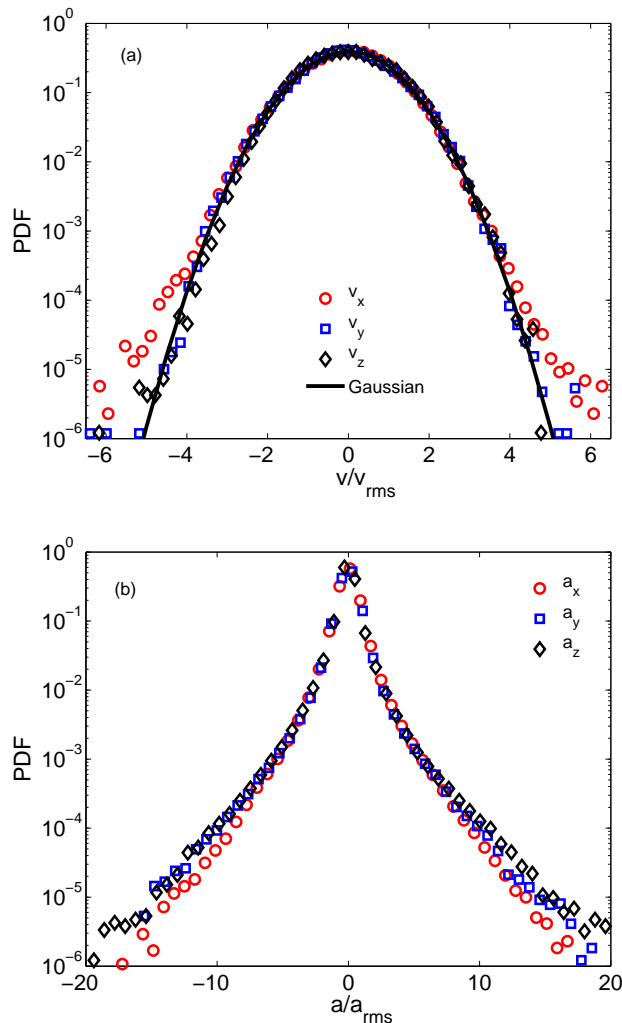 10^0
(a)
10^-1
10^-2
PDF
10^-3
10^-4
v_x
v_y
v_z
Gaussian
10^-5
10^-6
−6 −4 −2 0 2 4 6
v/v_rms
10^0
(b)
a_x
a_y
a_z
10^-1
10^-2
PDF
10^-3
10^-4
10^-5
10^-6
−20 −10 0 10 20
a/a_rms